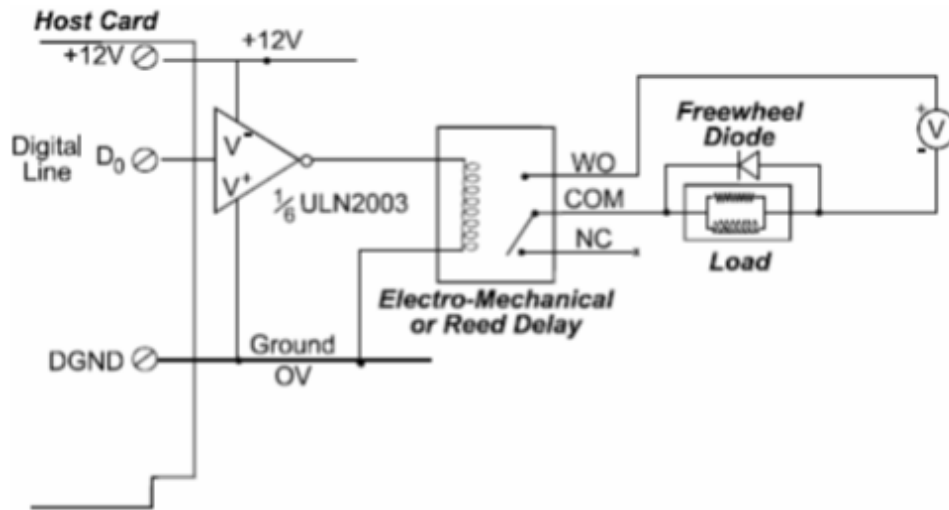 Host Card
+12V
+12V
Digital
Line
D0
V-
V+
1/6 ULN2003
WO
COM
NC
Freewheel
Diode
+
V
-
Load
Electro-Mechanical
or Reed Delay
DGND
Ground
OV